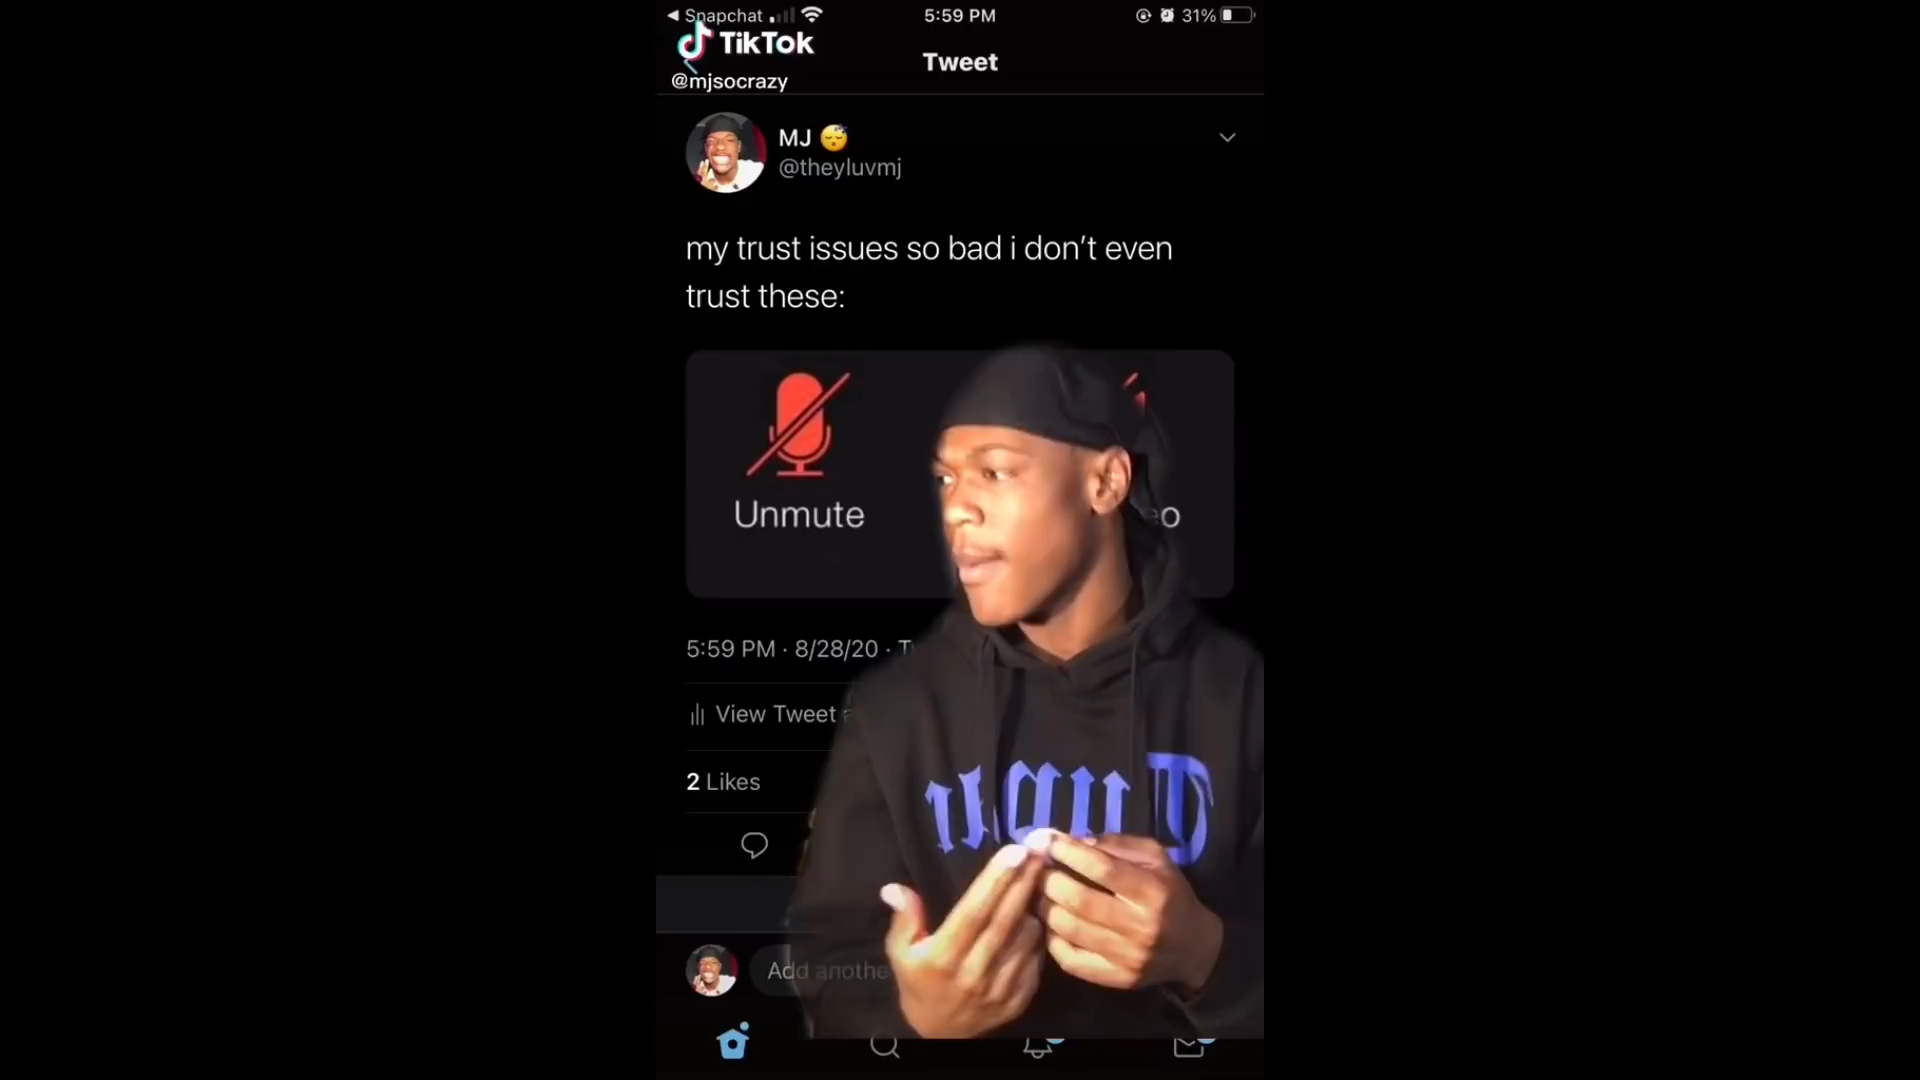 Snapchat
5:59 PM
31%
TikTok
@mjsocrazy
Tweet
MJ
@theyluvmj
my trust issues so bad i don't even
trust these:
Unmute
5:59 PM · 8/28/20 ·
View Tweet
2 Likes
Add